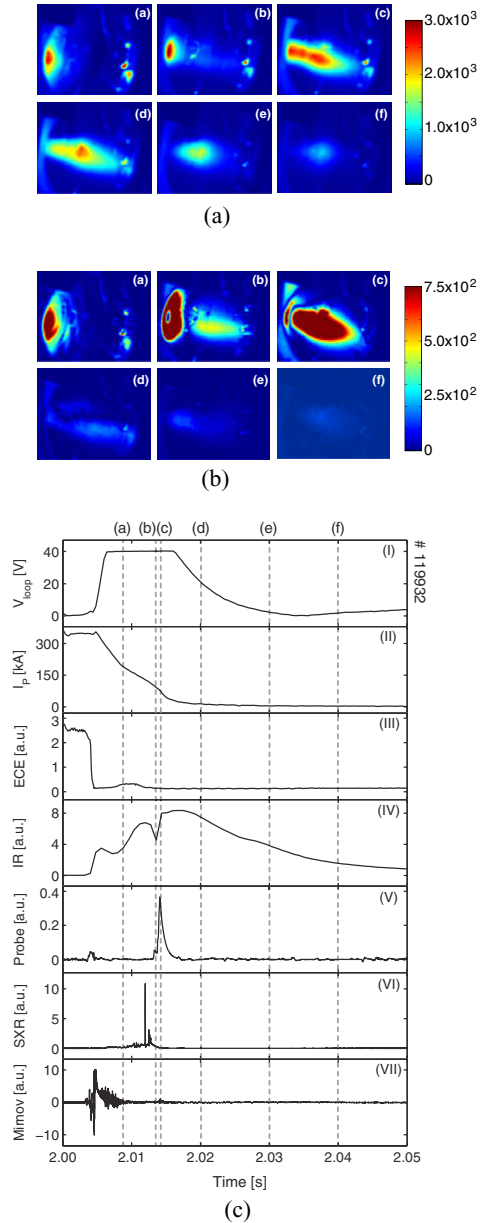 (a) (b) (c)
3.0x10³
2.0x10³
1.0x10³
0
(d) (e) (f)
(a)
(a) (b) (c)
7.5x10²
5.0x10²
2.5x10²
0
(d) (e) (f)
(b)
(a) (b) (c) (d) (e) (f)
# 119932
V_loop [V]
40
20
0
(I)
I_p [kA]
300
150
0
(II)
ECE [a.u.]
3
2
1
0
(III)
IR [a.u.]
8
4
0
(IV)
Probe [a.u.]
0.4
0.2
0
(V)
SXR [a.u.]
10
5
0
(VI)
Mirnov [a.u.]
10
0
−10
(VII)
2.00 2.01 2.02 2.03 2.04 2.05
Time [s]
(c)